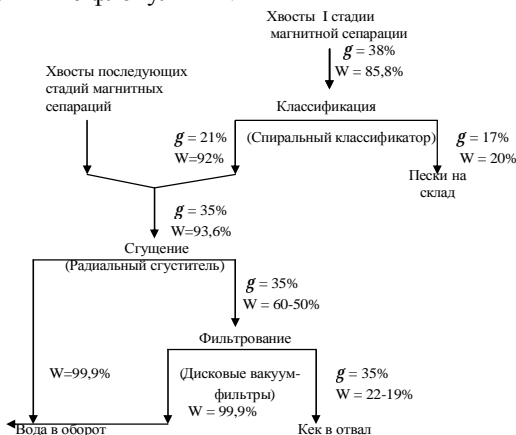 Хвосты I стадии
магнитной сепарации
g = 38%
W = 85,8%
Хвосты последующих
стадий магнитных
сепараций
Классификация
g = 21%
W=92%
(Спиральный классификатор)
g = 17%
W = 20%
Пески на
склад
g = 35%
W=93,6%
Сгущение
(Радиальный сгуститель)
g = 35%
W = 60-50%
Фильтрование
W=99,9%
(Дисковые вакуум-
фильтры)
W = 99,9%
g = 35%
W = 22-19%
Вода в оборот
Кек в отвал